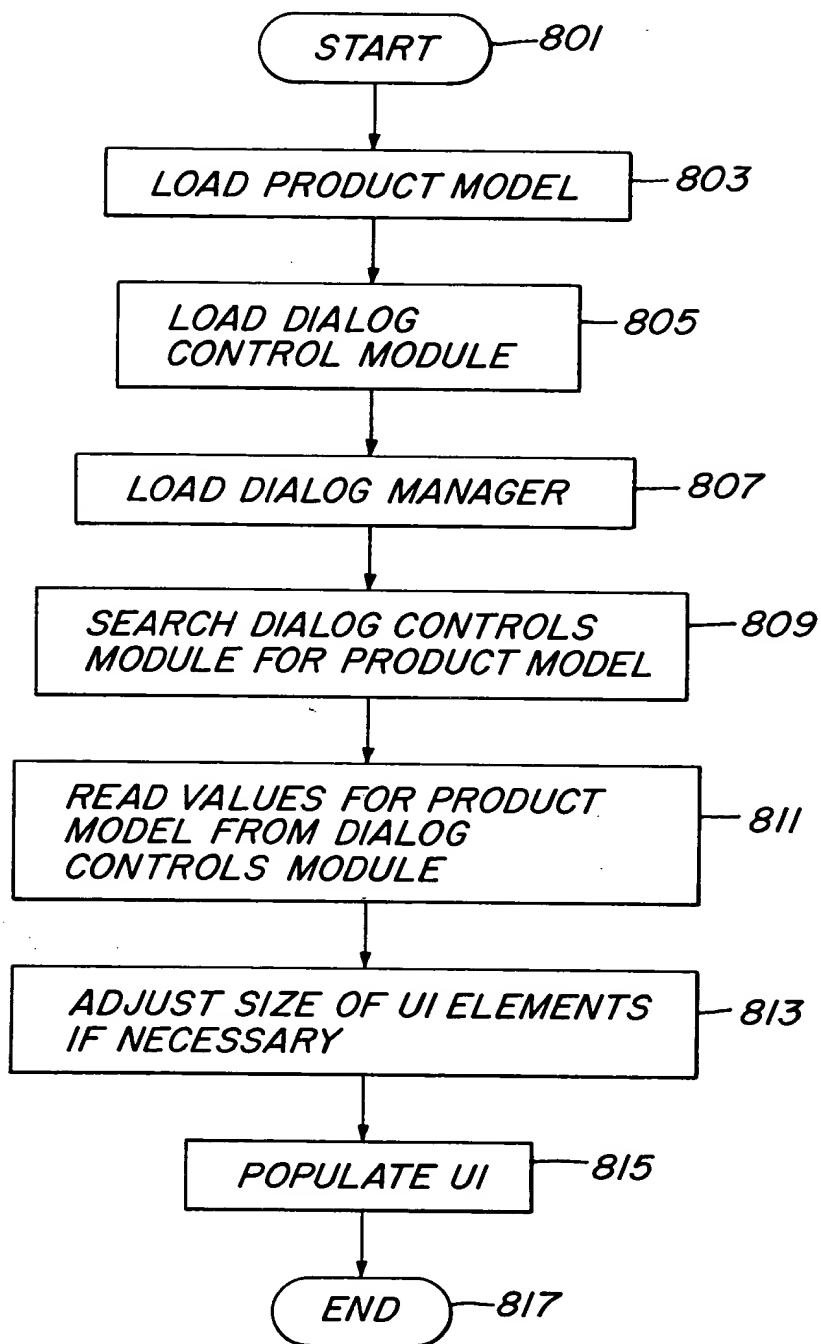 START
801
LOAD PRODUCT MODEL
803
LOAD DIALOG
CONTROL MODULE
805
LOAD DIALOG MANAGER
807
SEARCH DIALOG CONTROLS
MODULE FOR PRODUCT MODEL
809
READ VALUES FOR PRODUCT
MODEL FROM DIALOG
CONTROLS MODULE
811
ADJUST SIZE OF UI ELEMENTS
IF NECESSARY
813
POPULATE UI
815
END
817